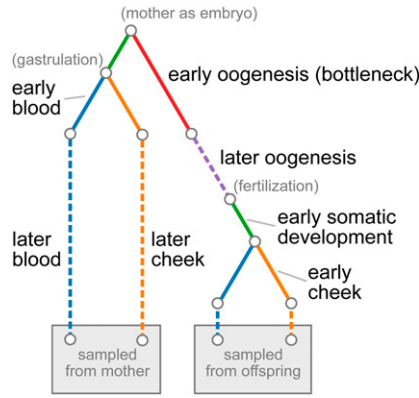 (mother as embryo)
(gastrulation)
early
blood
early oogenesis (bottleneck)
later oogenesis
(fertilization)
early somatic
development
early
cheek
later
blood
later
cheek
sampled
from mother
sampled
from offspring